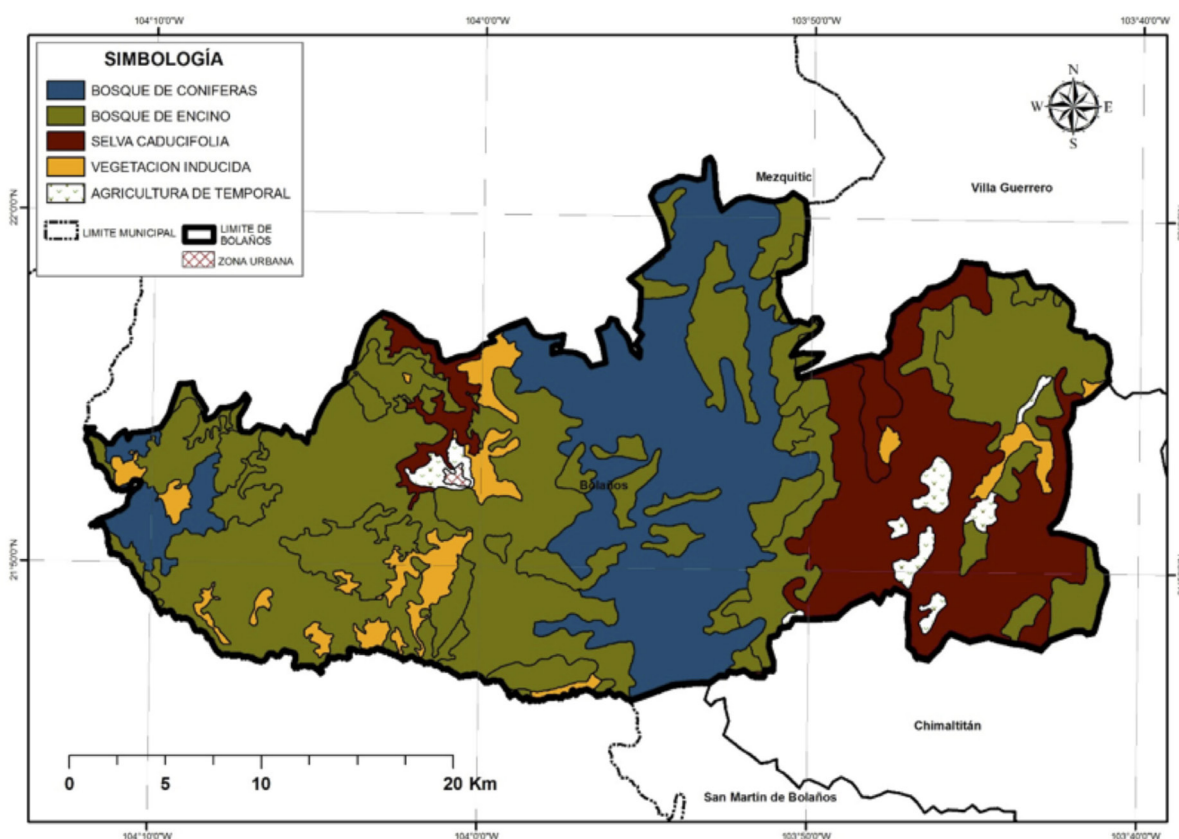 104°10'0"W 104°0'0"W 103°50'0"W 103°40'0"W
SIMBOLOGÍA
BOSQUE DE CONIFERAS
BOSQUE DE ENCINO
SELVA CADUCIFOLIA
VEGETACION INDUCIDA
AGRICULTURA DE TEMPORAL
LIMITE MUNICIPAL
LIMITE DE
BOLAÑOS
ZONA URBANA
N
W E
S
Mezquitic
Villa Guerrero
22°0'0"N
Bolaños
21°50'0"N
Chimaltitán
San Martín de Bolaños
0 5 10 20 Km
104°10'0"W 104°0'0"W 103°50'0"W 103°40'0"W